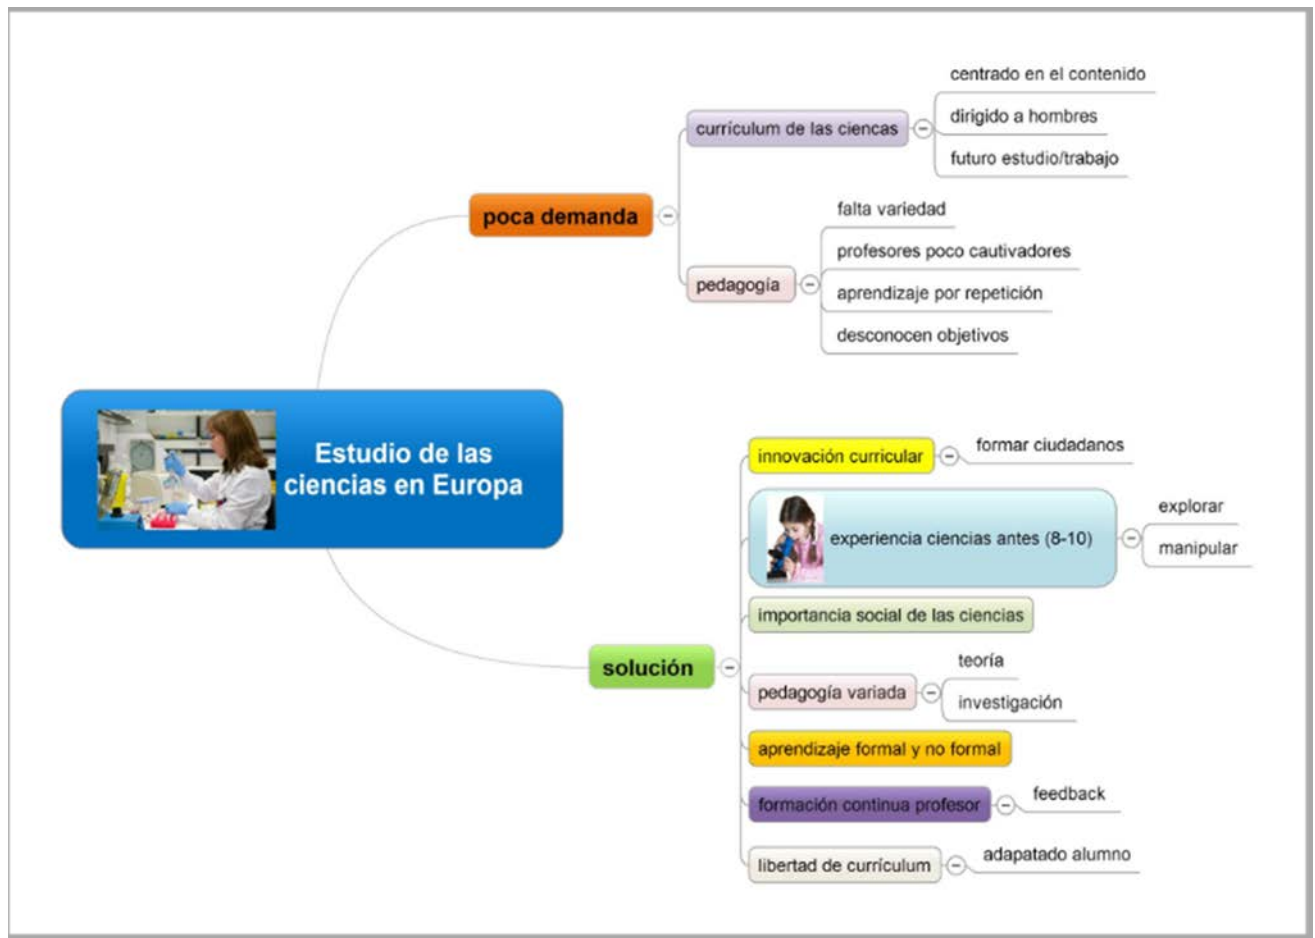 centrado en el contenido
currículum de las ciencas
dirigido a hombres
futuro estudio/trabajo
poca demanda
falta variedad
profesores poco cautivadores
pedagogía
aprendizaje por repetición
desconocen objetivos
Estudio de las
ciencias en Europa
innovación curricular
formar ciudadanos
experiencia ciencias antes (8-10)
explorar
manipular
importancia social de las ciencias
solución
pedagogía variada
teoría
investigación
aprendizaje formal y no formal
formación continua profesor
feedback
libertad de currículum
adapatado alumno